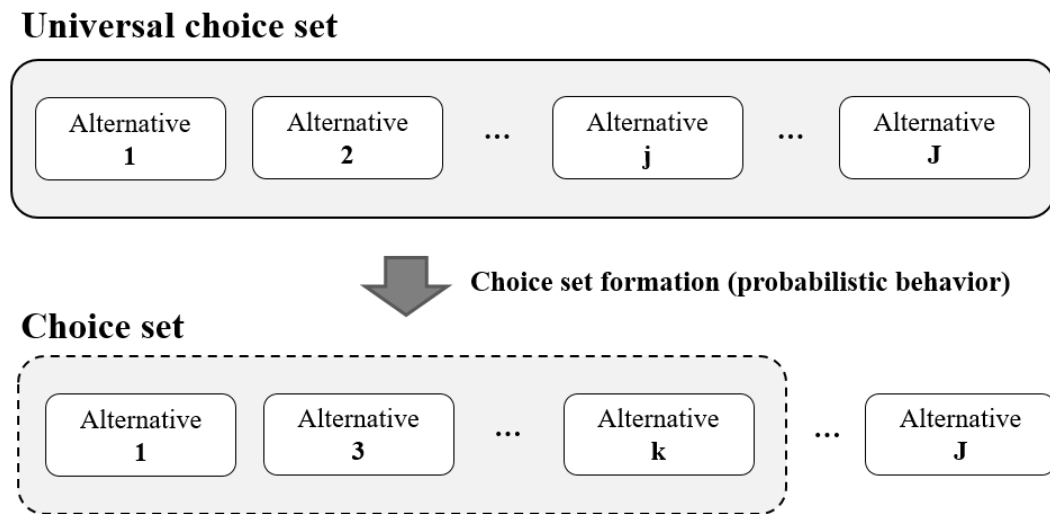 Universal choice set
Alternative
1
Alternative
2
...
Alternative
j
...
Alternative
J
Choice set formation (probabilistic behavior)
Choice set
Alternative
1
Alternative
3
...
Alternative
k
...
Alternative
J